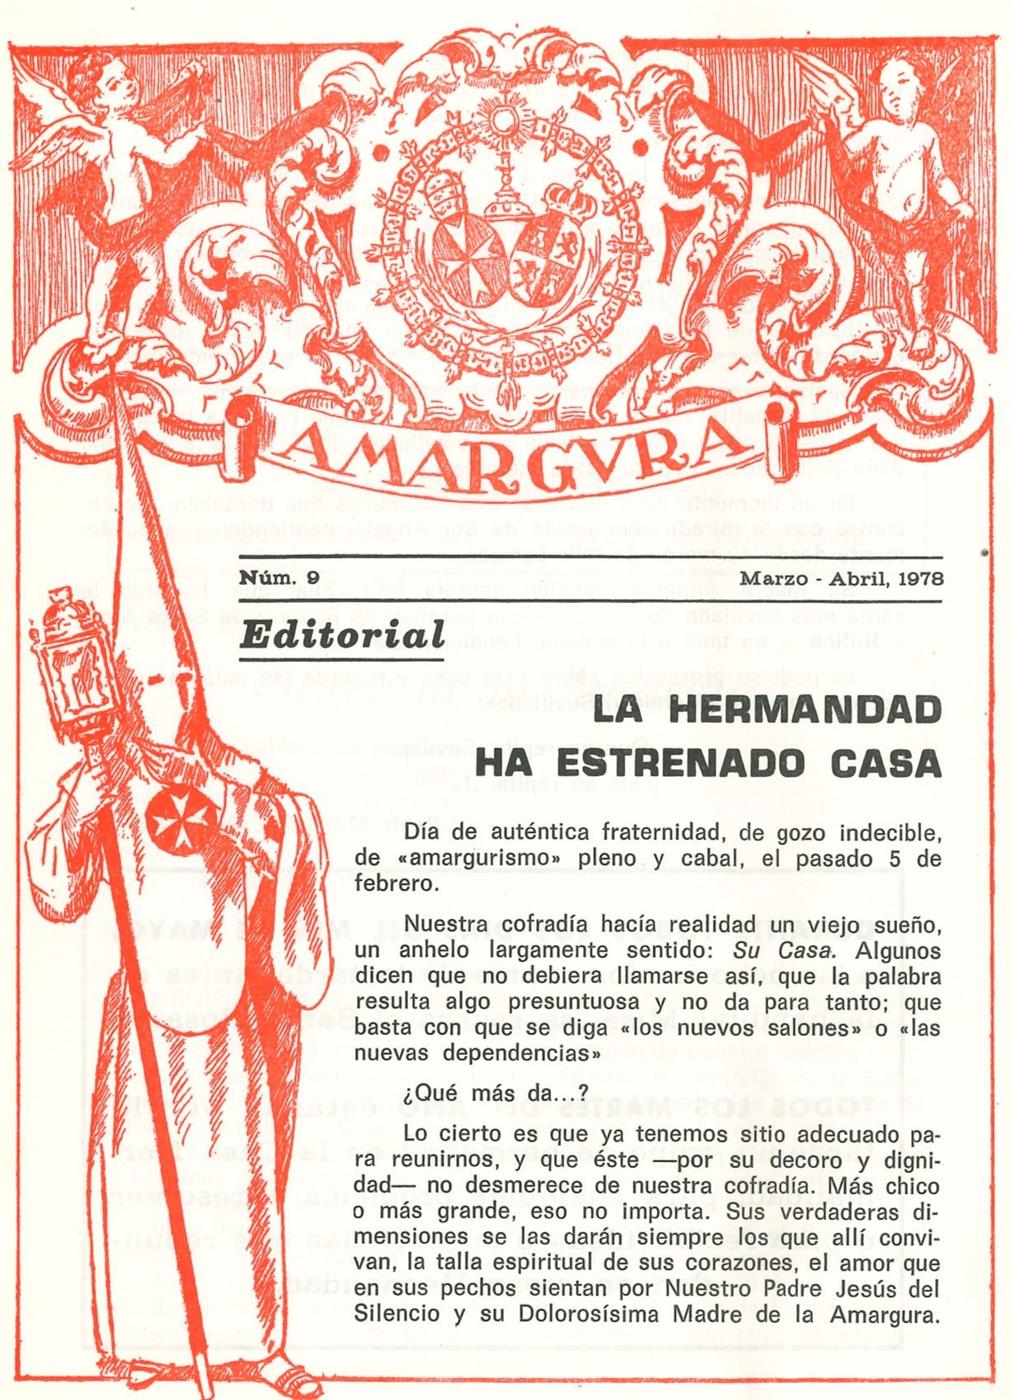 AMARGVRA
Núm. 9
Marzo - Abril, 1978
Editorial
LA HERMANDAD
HA ESTRENADO CASA
Día de auténtica fraternidad, de gozo indecible,
de «amargurismo» pleno y cabal, el pasado 5 de
febrero.
Nuestra cofradía hacía realidad un viejo sueño,
un anhelo largamente sentido: Su Casa. Algunos
dicen que no debiera llamarse así, que la palabra
resulta algo presuntuosa y no da para tanto; que
basta con que se diga «los nuevos salones» o «las
nuevas dependencias»
¿Qué más da...?
Lo cierto es que ya tenemos sitio adecuado pa-
ra reunirnos, y que éste —por su decoro y digni-
dad— no desmerece de nuestra cofradía. Más chico
o más grande, eso no importa. Sus verdaderas di-
mensiones se las darán siempre los que allí convi-
van, la talla espiritual de sus corazones, el amor que
en sus pechos sientan por Nuestro Padre Jesús del
Silencio y su Dolorosísima Madre de la Amargura.